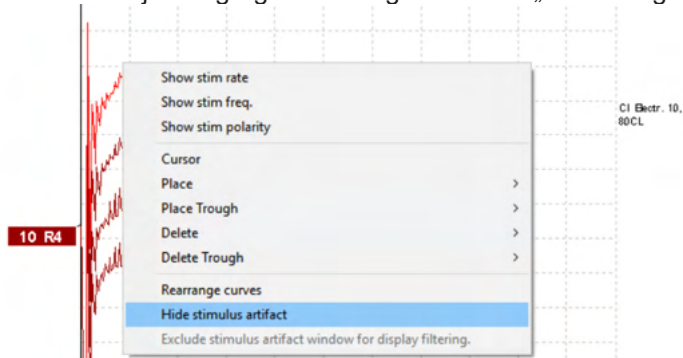 Show stim rate
Show stim freq.
Show stim polarity
CI Electr. 10,
80CL
Cursor
Place
Place Trough
10 R4
Delete
Delete Trough
Rearrange curves
Hide stimulus artifact
Exclude stimulus artifact window for display filtering.